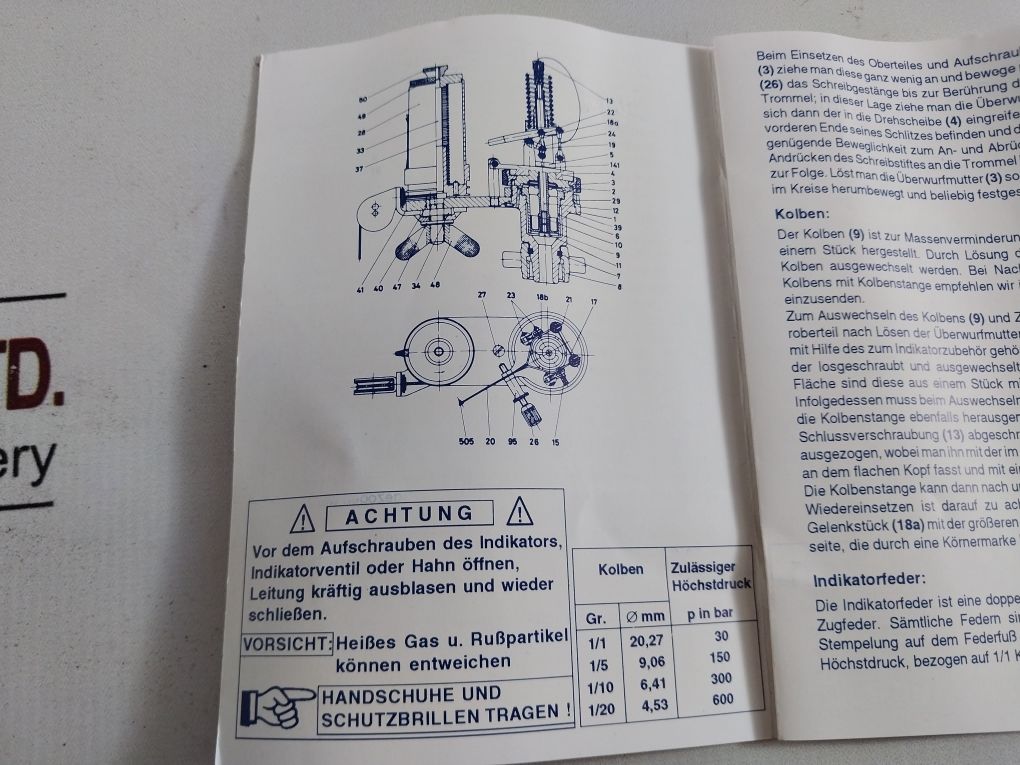 TD.
ery
50
49
28
33
37
13
22
18a
24
19
5
141
4
3
2
29
12
1
39
6
10
9
11
7
8
41 40 47 34 48
27 23 18b 21 17
505 20 95 26 15
ACHTUNG
Vor dem Aufschrauben des Indikators,
Indikatorventil oder Hahn öffnen,
Leitung kräftig ausblasen und wieder
schließen.
VORSICHT: Heißes Gas u. Rußpartikel
können entweichen
HANDSCHUHE UND
SCHUTZBRILLEN TRAGEN !
Kolben Zulässiger
Höchstdruck
Gr. Ø mm p in bar
1/1 20,27 30
1/5 9,06 150
1/10 6,41 300
1/20 4,53 600
Beim Einsetzen des Oberteiles und Aufschrau
(3) ziehe man diese ganz wenig an und bewege
(26) das Schreibgestänge bis zur Berührung d
Trommel; in dieser Lage ziehe man die Überwu
sich dann der in die Drehscheibe (4) eingreife
vorderen Ende seines Schlitzes befinden und d
genügende Beweglichkeit zum An- und Abrü
Andrücken des Schreibstiftes an die Trommel
zur Folge. Löst man die Überwurfmutter (3) so
im Kreise herumbewegt und beliebig festges
Kolben:
Der Kolben (9) ist zur Massenverminderun
einem Stück hergestellt. Durch Lösung d
Kolben ausgewechselt werden. Bei Nach
Kolbens mit Kolbenstange empfehlen wir
einzusenden.
Zum Auswechseln des Kolbens (9) und Z
roberteil nach Lösen der Überwurfmutter
mit Hilfe des zum Indikatorzubehör gehö
der losgeschraubt und ausgewechselt
Fläche sind diese aus einem Stück m
Infolgedessen muss beim Auswechseln
die Kolbenstange ebenfalls herausgen
Schlussverschraubung (13) abgeschr
ausgezogen, wobei man ihn mit der im
an dem flachen Kopf fasst und mit ei
Die Kolbenstange kann dann nach u
Wiedereinsetzen ist darauf zu ac
Gelenkstück (18a) mit der größeren
seite, die durch eine Körnermarke
Indikatorfeder:
Die Indikatorfeder ist eine doppe
Zugfeder. Sämtliche Federn si
Stempelung auf dem Federfuß
Höchstdruck, bezogen auf 1/1 K